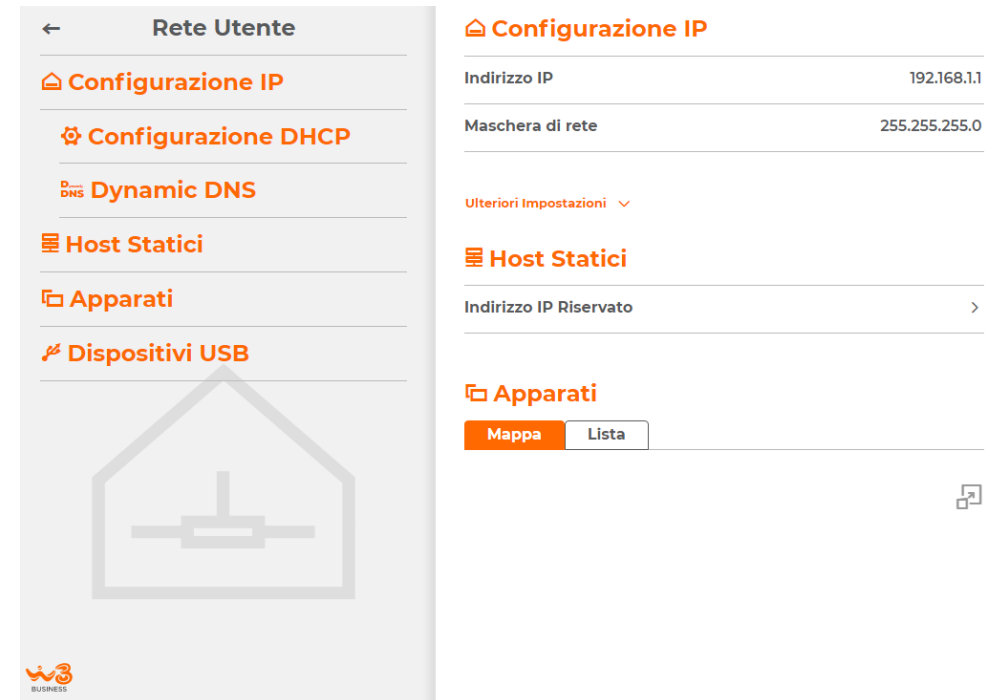 Rete Utente
Configurazione IP
Configurazione DHCP
Dynamic DNS
DNS
Host Statici
Apparati
Dispositivi USB
W3
BUSINESS
Configurazione IP
Indirizzo IP 192.168.1.1
Maschera di rete 255.255.255.0
Ulteriori Impostazioni
Host Statici
Indirizzo IP Riservato
Apparati
Mappa Lista